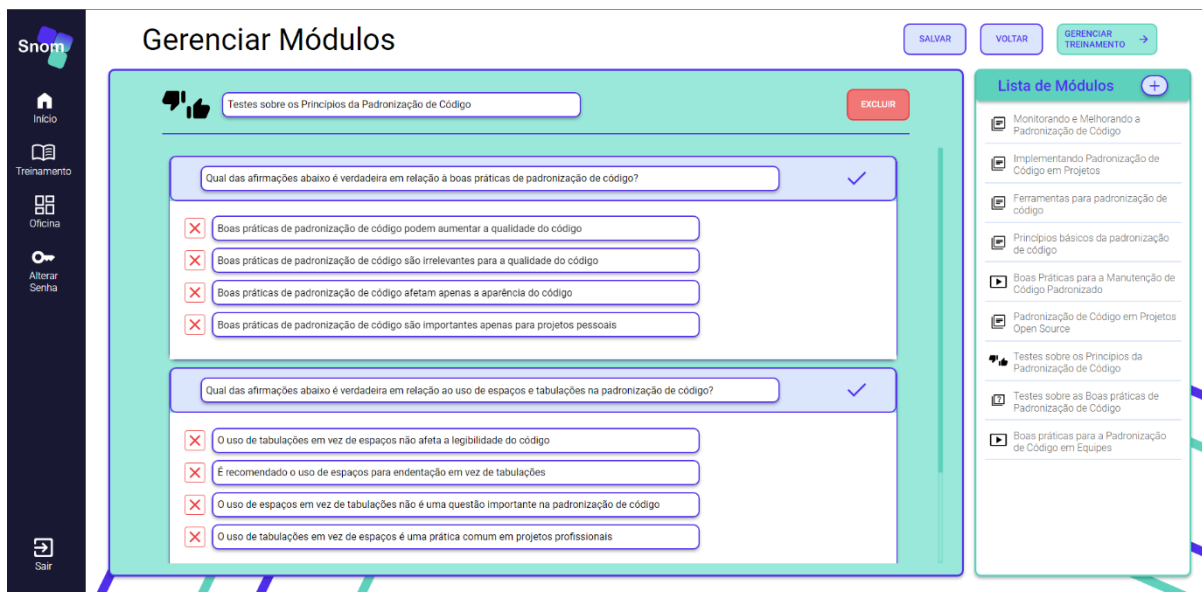 Snom
Início
Treinamento
Oficina
Alterar
Senha
Sair
Gerenciar Módulos
SALVAR
VOLTAR
GERENCIAR
TREINAMENTO
Testes sobre os Princípios da Padronização de Código
EXCLUIR
Qual das afirmações abaixo é verdadeira em relação à boas práticas de padronização de código?
Boas práticas de padronização de código podem aumentar a qualidade do código
Boas práticas de padronização de código são irrelevantes para a qualidade do código
Boas práticas de padronização de código afetam apenas a aparência do código
Boas práticas de padronização de código são importantes apenas para projetos pessoais
Qual das afirmações abaixo é verdadeira em relação ao uso de espaços e tabulações na padronização de código?
O uso de tabulações em vez de espaços não afeta a legibilidade do código
É recomendado o uso de espaços para endentação em vez de tabulações
O uso de espaços em vez de tabulações não é uma questão importante na padronização de código
O uso de tabulações em vez de espaços é uma prática comum em projetos profissionais
Lista de Módulos
Monitorando e Melhorando a
Padronização de Código
Implementando Padronização de
Código em Projetos
Ferramentas para padronização de
código
Princípios básicos da padronização
de código
Boas Práticas para a Manutenção de
Código Padronizado
Padronização de Código em Projetos
Open Source
Testes sobre os Princípios da
Padronização de Código
Testes sobre as Boas práticas de
Padronização de Código
Boas práticas para a Padronização
de Código em Equipes